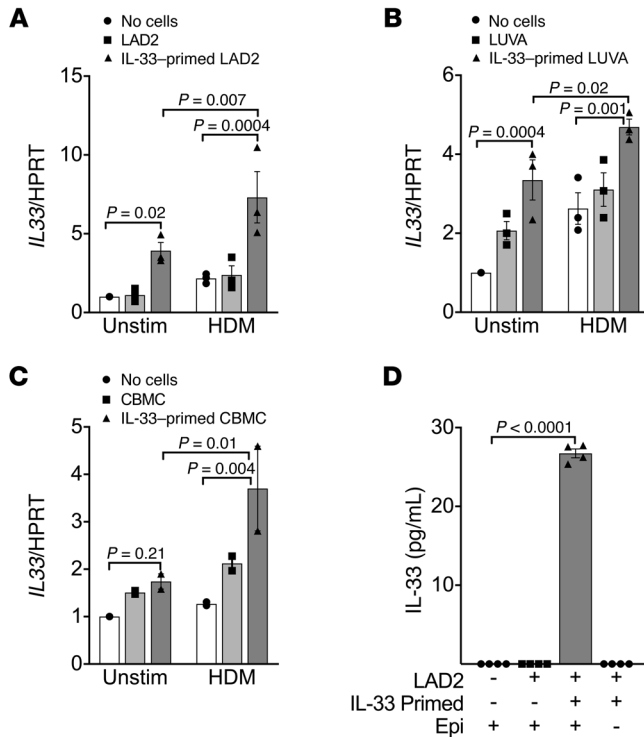 A
No cells
LAD2
IL-33–primed LAD2
P = 0.007
P = 0.0004
P = 0.02
15
10
5
0
IL33/HPRT
Unstim HDM
B
No cells
LUVA
IL-33–primed LUVA
P = 0.02
P = 0.001
P = 0.0004
6
4
2
0
IL33/HPRT
Unstim HDM
C
No cells
CBMC
IL-33–primed CBMC
P = 0.01
P = 0.004
P = 0.21
5
4
3
2
1
0
IL33/HPRT
Unstim HDM
D
P < 0.0001
30
20
10
0
IL-33 (pg/mL)
LAD2 - + + +
IL-33 Primed - - + +
Epi + + + -